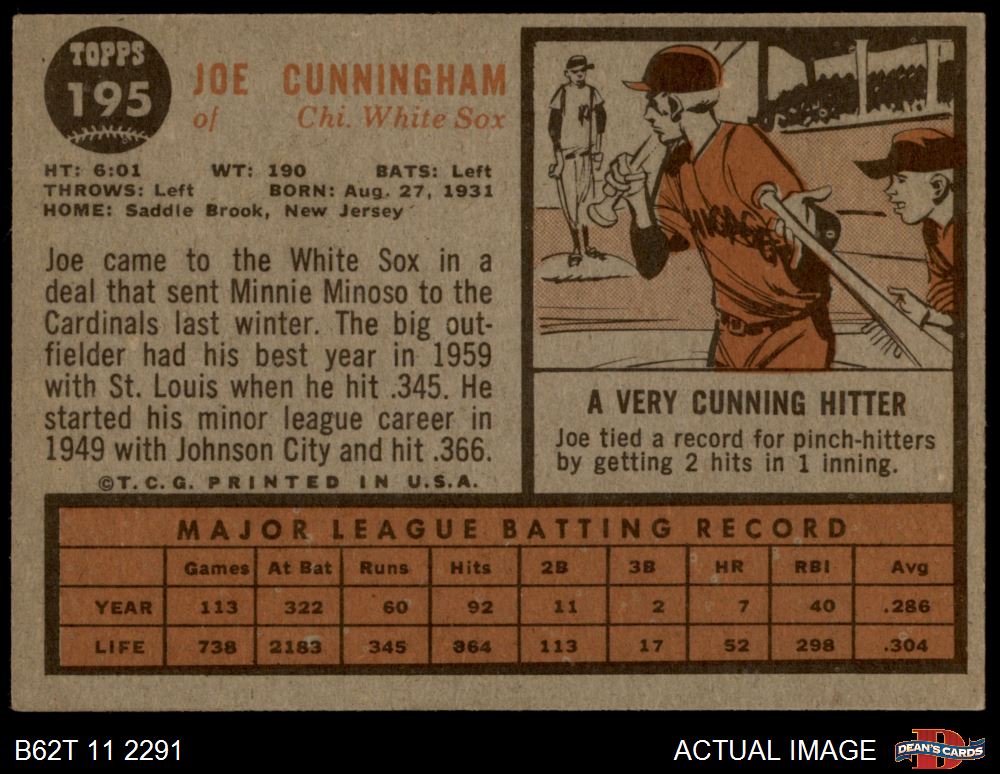 TOPPS
195
JOE CUNNINGHAM
of Chi. White Sox
HT: 6:01 WT: 190 BATS: Left
THROWS: Left BORN: Aug. 27, 1931
HOME: Saddle Brook, New Jersey
Joe came to the White Sox in a
deal that sent Minnie Minoso to the
Cardinals last winter. The big out-
fielder had his best year in 1959
with St. Louis when he hit .345. He
started his minor league career in
1949 with Johnson City and hit .366.
©T.C.G. PRINTED IN U.S.A.
A VERY CUNNING HITTER
Joe tied a record for pinch-hitters
by getting 2 hits in 1 inning.
MAJOR LEAGUE BATTING RECORD
Games At Bat Runs Hits 2B 3B HR RBI Avg
YEAR 113 322 60 92 11 2 7 40 .286
LIFE 738 2183 345 664 113 17 52 298 .304
B62T 11 2291
ACTUAL IMAGE
DEAN'S CARDS